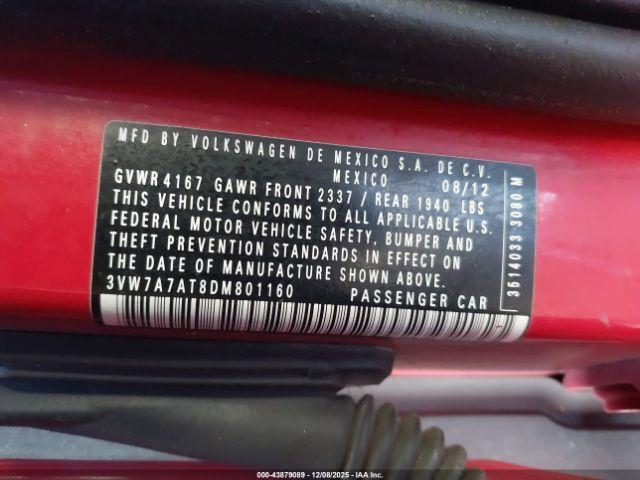 MFD BY VOLKSWAGEN DE MEXICO S.A. DE C.V.
MEXICO 08/12
GVWR 4167 GAWR FRONT 2337 / REAR 1940 LBS
THIS VEHICLE CONFORMS TO ALL APPLICABLE U.S.
FEDERAL MOTOR VEHICLE SAFETY, BUMPER AND
THEFT PREVENTION STANDARDS IN EFFECT ON
THE DATE OF MANUFACTURE SHOWN ABOVE.
3VW7A7AT8DM801160 PASSENGER CAR
3514033 3080 M
000-43879089 • 12/08/2025 • IAA Inc.